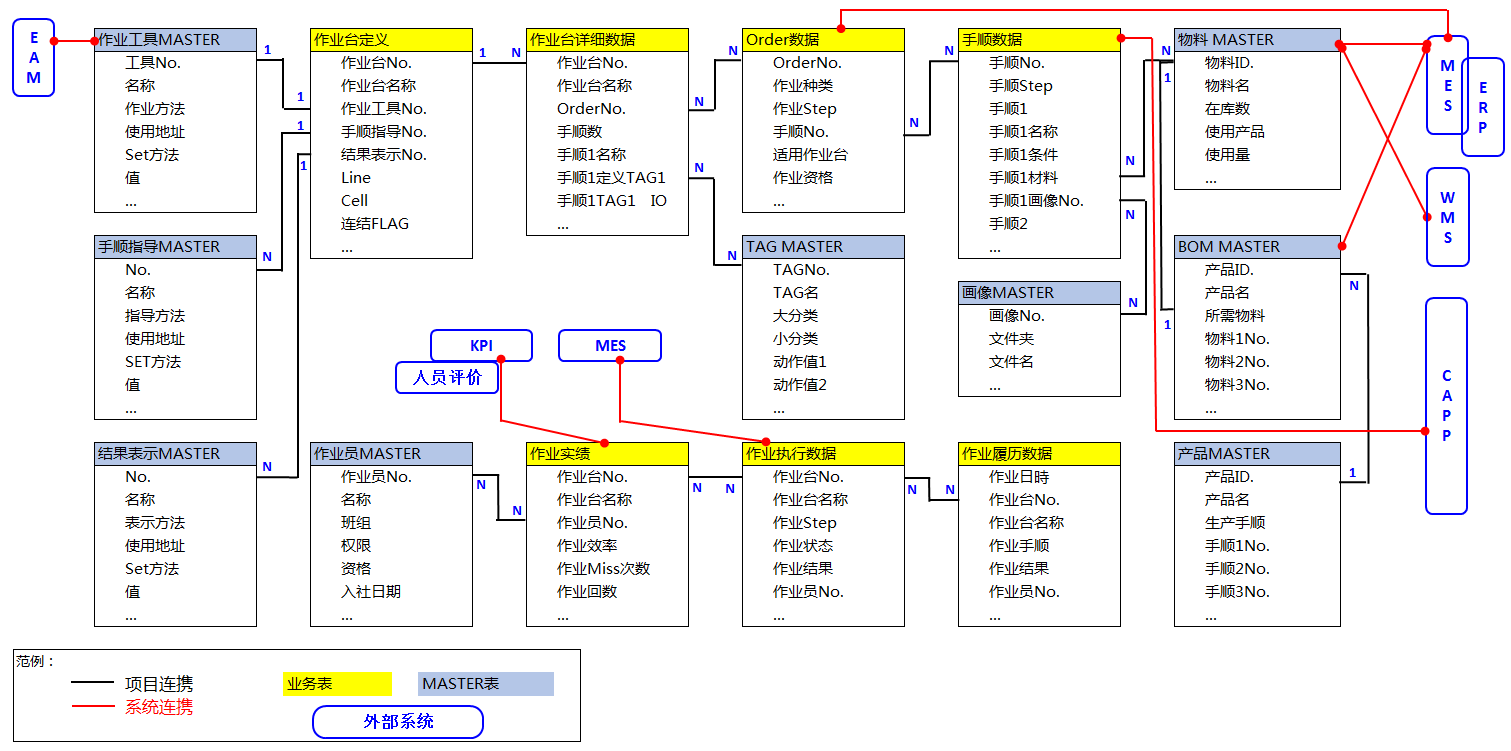 EAM
作业工具MASTER
工具No.
名称
作业方法
使用地址
Set方法
值
...
作业台定义
作业台No.
作业台名称
作业工具No.
手顺指导No.
结果表示No.
Line
Cell
连结FLAG
...
作业台详细数据
作业台No.
作业台名称
OrderNo.
手顺数
手顺1名称
手顺1定义TAG1
手顺1TAG1 IO
...
Order数据
OrderNo.
作业种类
作业Step
手顺No.
适用作业台
作业资格
...
手顺数据
手顺No.
手顺Step
手顺1
手顺1名称
手顺1条件
手顺1材料
手顺1画像No.
手顺2
...
物料 MASTER
物料ID.
物料名
在库数
使用产品
使用量
...
MES
ERP
WMS
CAPP
手顺指导MASTER
No.
名称
指导方法
使用地址
SET方法
值
...
TAG MASTER
TAGNo.
TAG名
大分类
小分类
动作值1
动作值2
...
画像MASTER
画像No.
文件夹
文件名
...
BOM MASTER
产品ID.
产品名
所需物料
物料1No.
物料2No.
物料3No.
...
KPI
人员评价
MES
结果表示MASTER
No.
名称
表示方法
使用地址
Set方法
值
...
作业员MASTER
作业员No.
名称
班组
权限
资格
入社日期
...
作业实绩
作业台No.
作业台名称
作业员No.
作业效率
作业Miss次数
作业回数
...
作业执行数据
作业台No.
作业台名称
作业Step
作业状态
作业结果
作业员No.
...
作业履历数据
作业日時
作业台No.
作业台名称
作业手顺
作业结果
作业员No.
...
产品MASTER
产品ID.
产品名
生产手顺
手顺1No.
手顺2No.
手顺3No.
...
1
1
1
1
N
N
1
N
N
N
N
N
N
N
N
N
N
N
1
1
N
1
N
N
N
N
N
N
范例：
项目连携
系统连携
业务表
MASTER表
外部系统